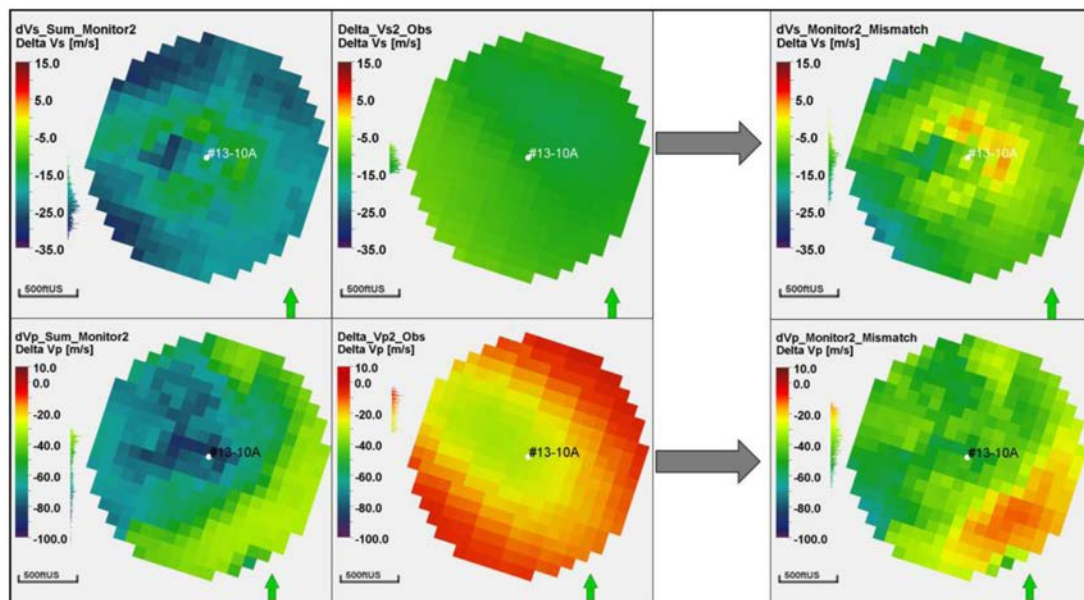 dVs_Sum_Monitor2
Delta Vs [m/s]
15.0
5.0
-5.0
-15.0
-25.0
-35.0
#13-10A
500ftUS
Delta_Vs2_Obs
Delta Vs [m/s]
15.0
5.0
-5.0
-15.0
-25.0
-35.0
#13-10A
500ftUS
dVs_Monitor2_Mismatch
Delta Vs [m/s]
15.0
5.0
-5.0
-15.0
-25.0
-35.0
#13-10A
500ftUS
dVp_Sum_Monitor2
Delta Vp [m/s]
10.0
0.0
-20.0
-40.0
-60.0
-80.0
-100.0
#13-10A
500ftUS
Delta_Vp2_Obs
Delta Vp [m/s]
10.0
0.0
-20.0
-40.0
-60.0
-80.0
-100.0
#13-10A
500ftUS
dVp_Monitor2_Mismatch
Delta Vp [m/s]
10.0
0.0
-20.0
-40.0
-60.0
-80.0
-100.0
#13-10A
500ftUS